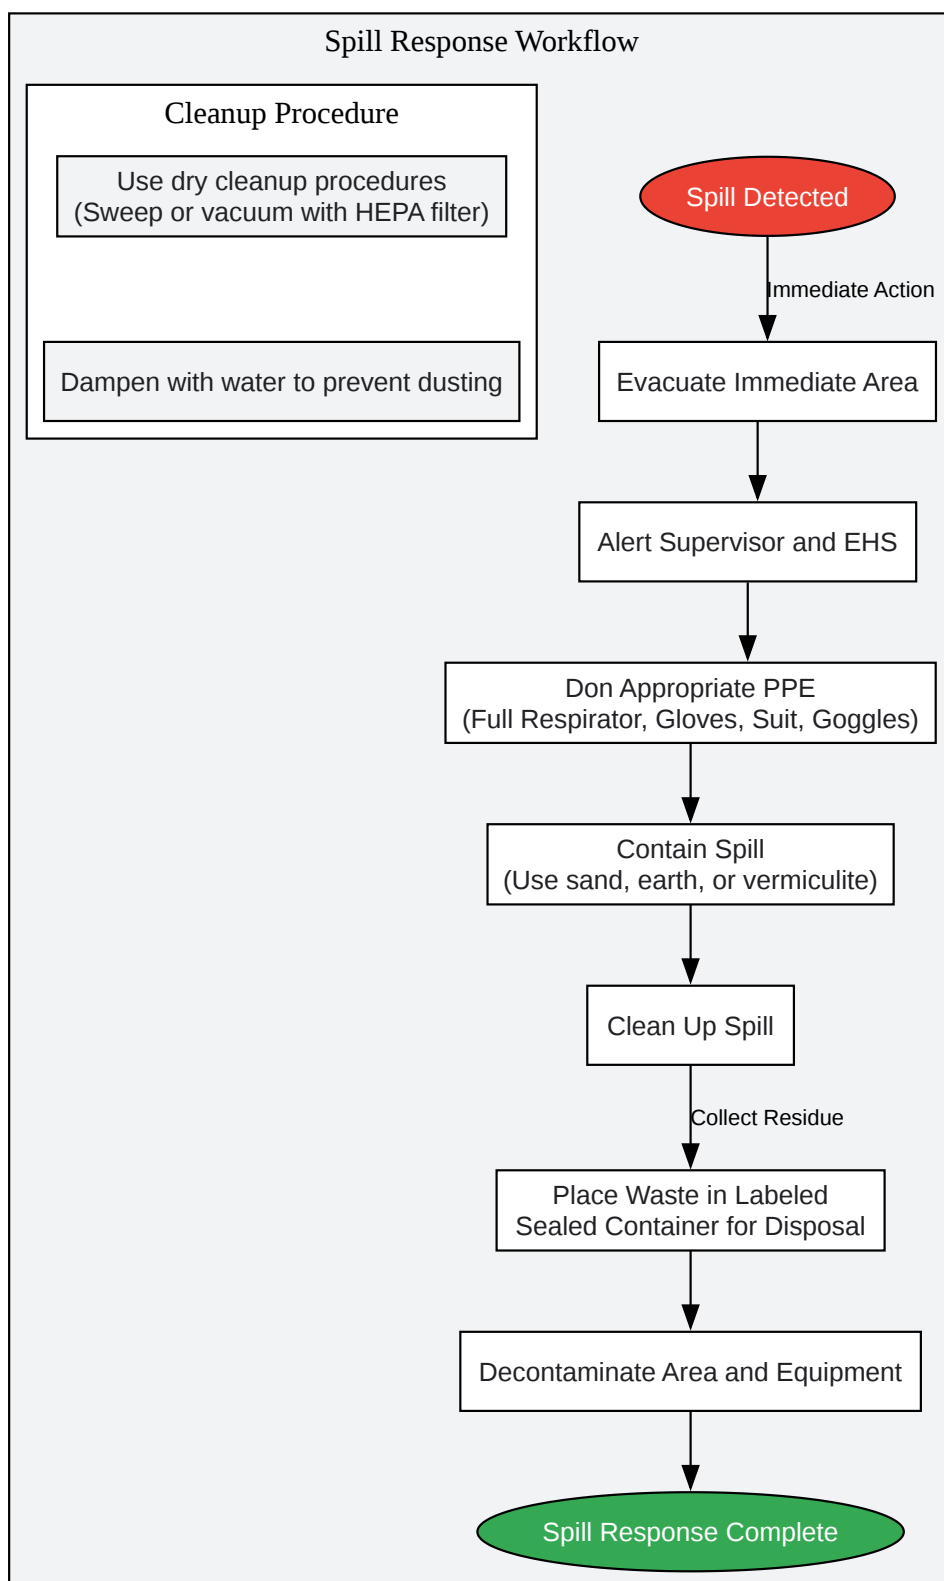 Spill Response Workflow
Cleanup Procedure
Use dry cleanup procedures
(Sweep or vacuum with HEPA filter)
Dampen with water to prevent dusting
Spill Detected
Immediate Action
Evacuate Immediate Area
Alert Supervisor and EHS
Don Appropriate PPE
(Full Respirator, Gloves, Suit, Goggles)
Contain Spill
(Use sand, earth, or vermiculite)
Clean Up Spill
Collect Residue
Place Waste in Labeled
Sealed Container for Disposal
Decontaminate Area and Equipment
Spill Response Complete